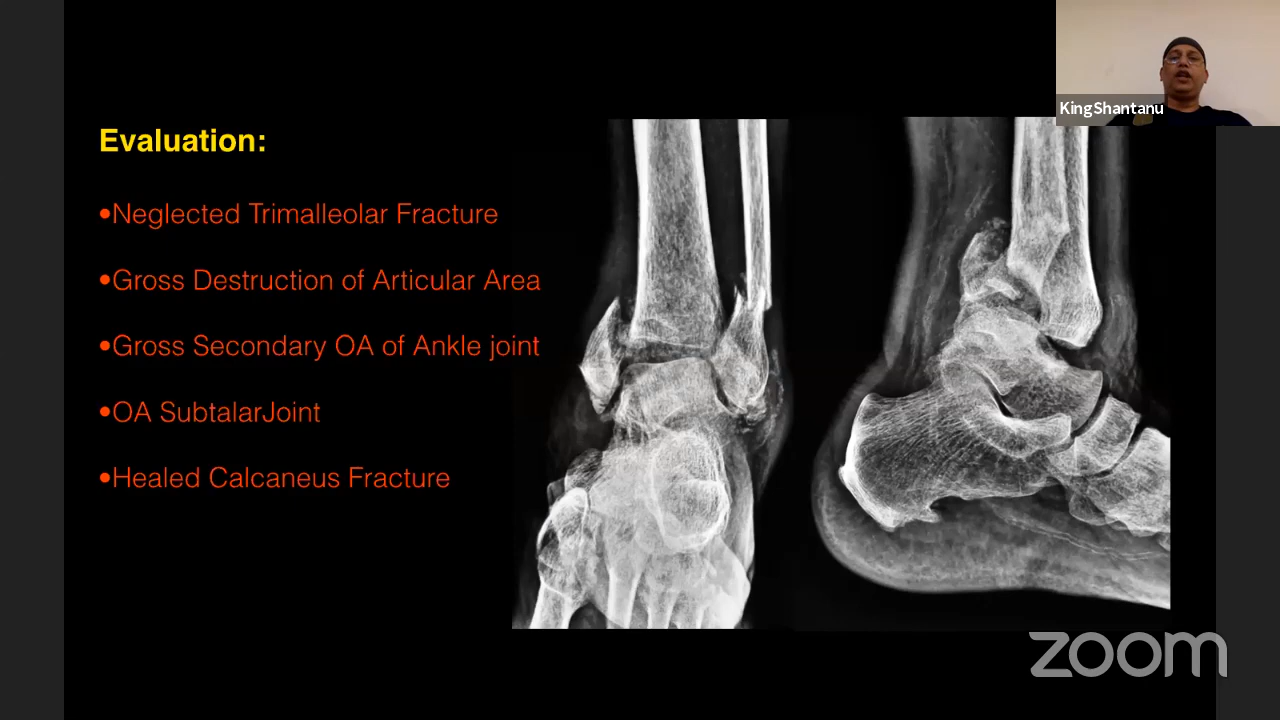 KingShantanu
Evaluation:
•Neglected Trimalleolar Fracture
•Gross Destruction of Articular Area
•Gross Secondary OA of Ankle joint
•OA SubtalarJoint
•Healed Calcaneus Fracture
zoom